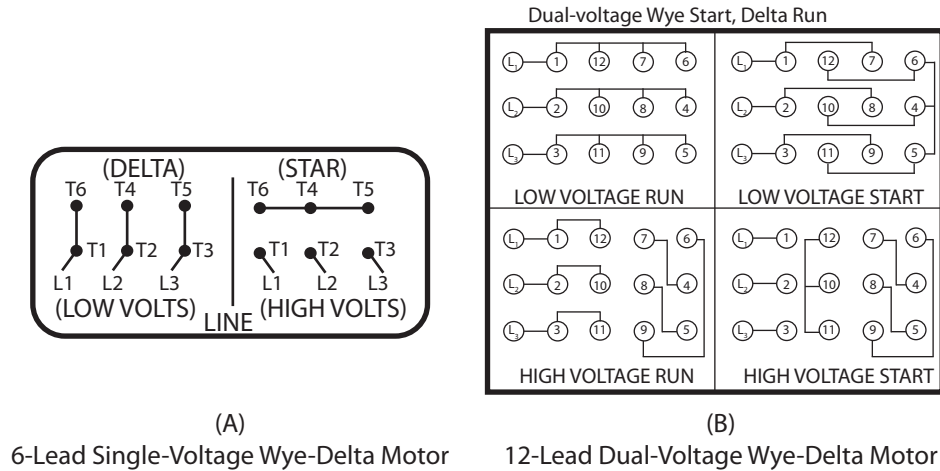 Dual-voltage Wye Start, Delta Run
(DELTA) (STAR)
T6 T4 T5 T6 T4 T5
T1 T2 T3 T1 T2 T3
L1 L2 L3 L1 L2 L3
(LOW VOLTS) LINE (HIGH VOLTS)
L1 1 12 7 6
L2 2 10 8 4
L3 3 11 9 5
LOW VOLTAGE RUN
L1 1 12 7 6
L2 2 10 8 4
L3 3 11 9 5
LOW VOLTAGE START
L1 1 12 7 6
L2 2 10 8 4
L3 3 11 9 5
HIGH VOLTAGE RUN
L1 1 12 7 6
L2 2 10 8 4
L3 3 11 9 5
HIGH VOLTAGE START
(A)
6-Lead Single-Voltage Wye-Delta Motor
(B)
12-Lead Dual-Voltage Wye-Delta Motor